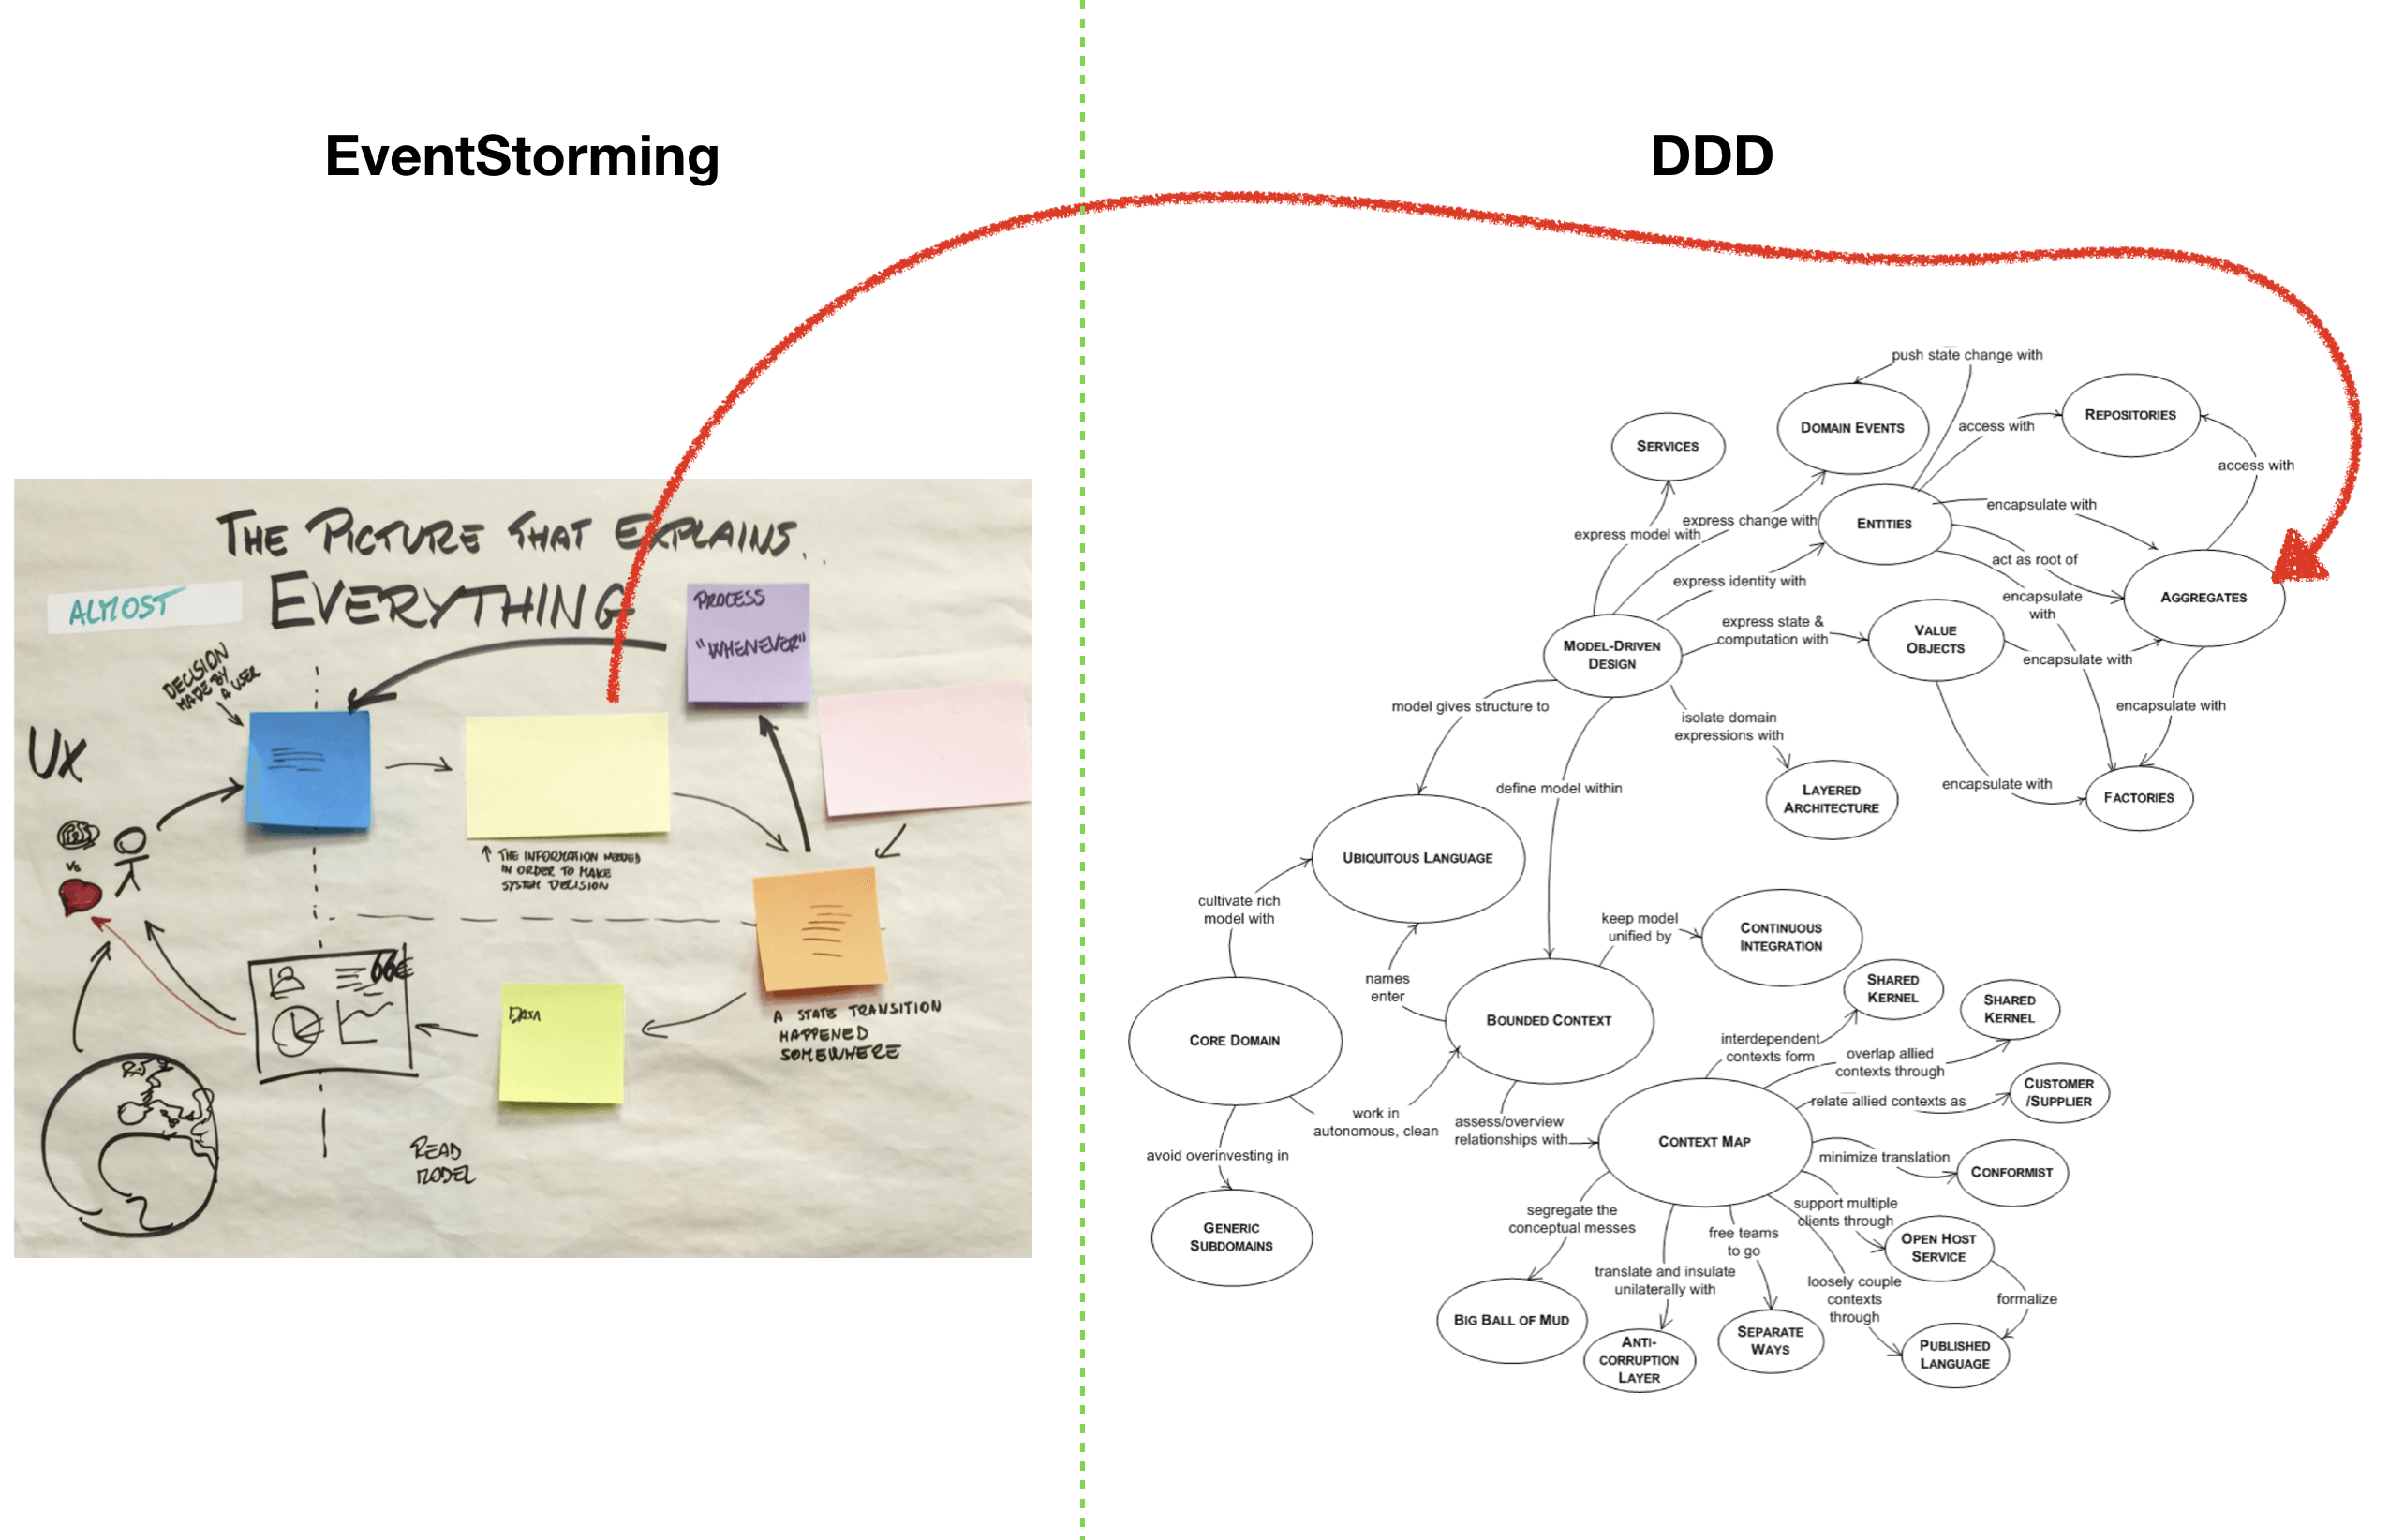 EventStorming
DDD
THE PICTURE THAT EXPLAINS..
ALMOST
EVERYTHING
PROCESS
"WHENEVER"
DECISION
MADE BY
A USER
UX
VS
↑ THE INFORMATION NEEDED
IN ORDER TO MAKE
SYSTEM DECISION
DATA
A STATE TRANSITION
HAPPENED
SOMEWHERE
READ
MODEL
push state change with
DOMAIN EVENTS
REPOSITORIES
SERVICES
access with
access with
encapsulate with
ENTITIES
express change with
express model with
act as root of
express identity with
encapsulate
with
AGGREGATES
express state &
computation with
VALUE
OBJECTS
MODEL-DRIVEN
DESIGN
encapsulate with
model gives structure to
isolate domain
expressions with
encapsulate with
define model within
encapsulate with
LAYERED
ARCHITECTURE
FACTORIES
UBIQUITOUS LANGUAGE
cultivate rich
model with
keep model
unified by
CONTINUOUS
INTEGRATION
names
enter
SHARED
KERNEL
SHARED
KERNEL
CORE DOMAIN
BOUNDED CONTEXT
interdependent
contexts form
overlap allied
contexts through
CUSTOMER
/SUPPLIER
relate allied contexts as
work in
autonomous, clean
assess/overview
relationships with
CONTEXT MAP
avoid overinvesting in
minimize translation
CONFORMIST
GENERIC
SUBDOMAINS
segregate the
conceptual messes
free teams
to go
support multiple
clients through
OPEN HOST
SERVICE
translate and insulate
unilaterally with
loosely couple
contexts
through
formalize
BIG BALL OF MUD
ANTI-
CORRUPTION
LAYER
SEPARATE
WAYS
PUBLISHED
LANGUAGE